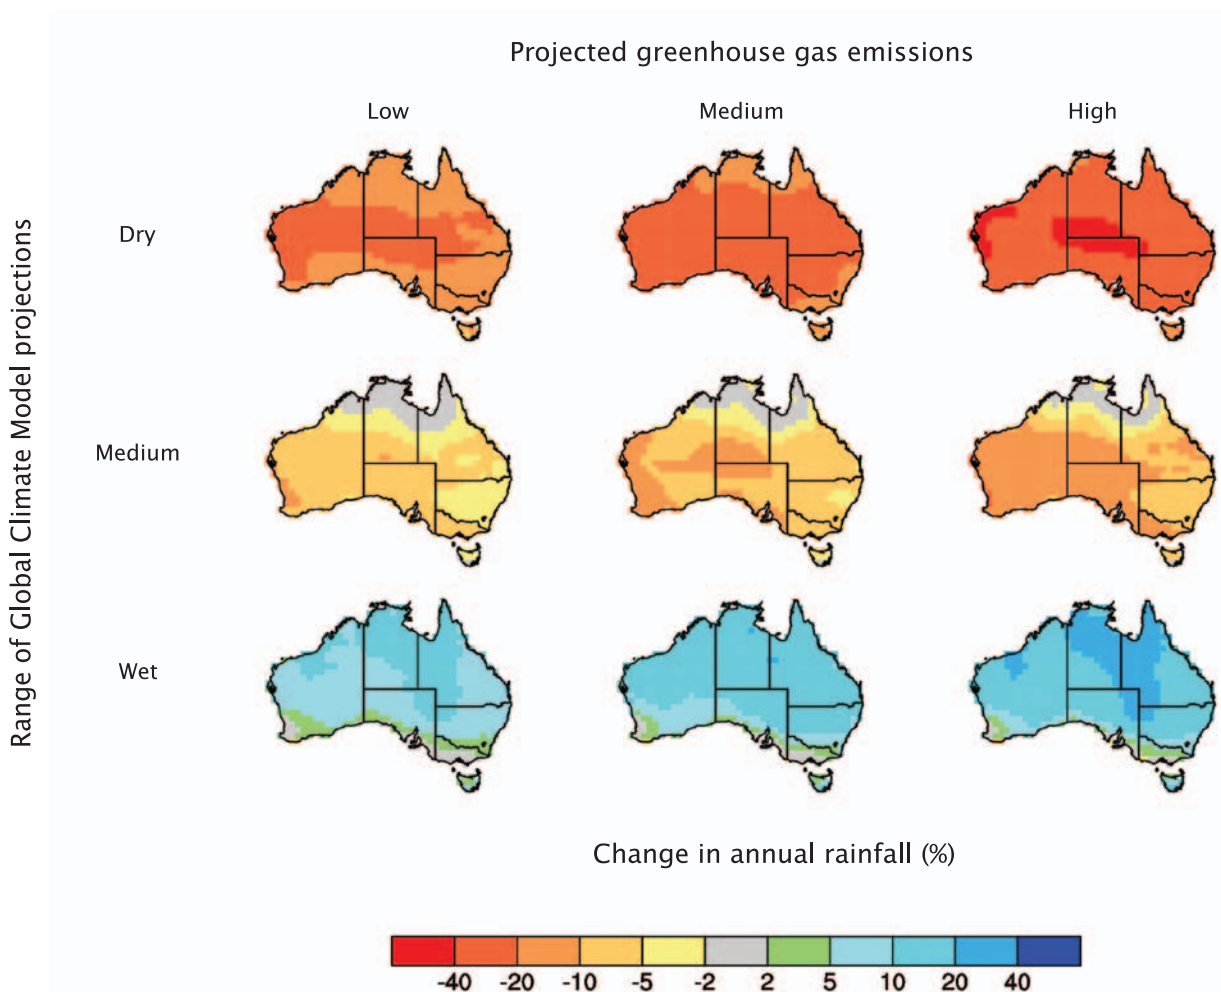 Projected greenhouse gas emissions
Low Medium High
Range of Global Climate Model projections
Dry
Medium
Wet
Change in annual rainfall (%)
-40 -20 -10 -5 -2 2 5 10 20 40